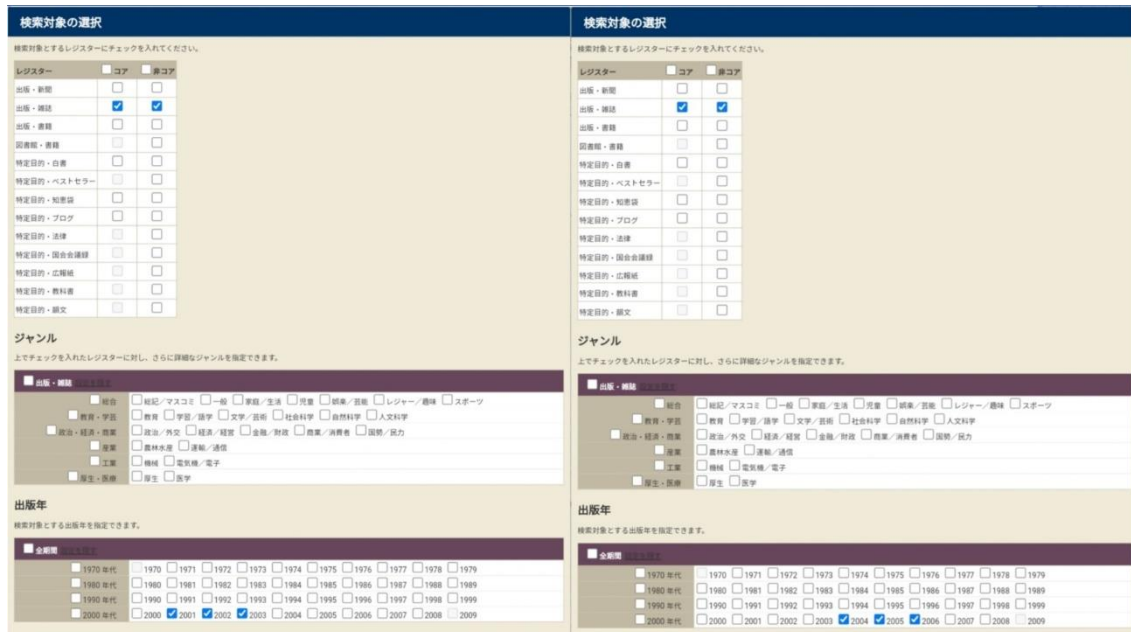 検索対象の選択
検索対象とするレジスターにチェックを入れてください。
レジスター コア 非コア
出版・新聞
出版・雑誌
出版・書籍
図書館・書籍
特定目的・白書
特定目的・ベストセラー
特定目的・知恵袋
特定目的・ブログ
特定目的・法律
特定目的・国会会議録
特定目的・広報紙
特定目的・教科書
特定目的・韻文
ジャンル
上でチェックを入れたレジスターに対し、さらに詳細なジャンルを指定できます。
出版・雑誌
総合 総記/マスコミ 一般 家庭/生活 児童 娯楽/芸能 レジャー/趣味 スポーツ
教育・学芸 教育 学習/語学 文学/芸術 社会科学 自然科学 人文科学
政治・経済・商業 政治/外交 経済/経営 金融/財政 商業/消費者 国勢/民力
産業 農林水産 運輸/通信
工業 機械 電気機/電子
厚生・医療 厚生 医学
出版年
検索対象とする出版年を指定できます。
全期間
1970 年代 1970 1971 1972 1973 1974 1975 1976 1977 1978 1979
1980 年代 1980 1981 1982 1983 1984 1985 1986 1987 1988 1989
1990 年代 1990 1991 1992 1993 1994 1995 1996 1997 1998 1999
2000 年代 2000 2001 2002 2003 2004 2005 2006 2007 2008 2009
検索対象の選択
検索対象とするレジスターにチェックを入れてください。
レジスター コア 非コア
出版・新聞
出版・雑誌
出版・書籍
図書館・書籍
特定目的・白書
特定目的・ベストセラー
特定目的・知恵袋
特定目的・ブログ
特定目的・法律
特定目的・国会会議録
特定目的・広報紙
特定目的・教科書
特定目的・韻文
ジャンル
上でチェックを入れたレジスターに対し、さらに詳細なジャンルを指定できます。
出版・雑誌
総合 総記/マスコミ 一般 家庭/生活 児童 娯楽/芸能 レジャー/趣味 スポーツ
教育・学芸 教育 学習/語学 文学/芸術 社会科学 自然科学 人文科学
政治・経済・商業 政治/外交 経済/経営 金融/財政 商業/消費者 国勢/民力
産業 農林水産 運輸/通信
工業 機械 電気機/電子
厚生・医療 厚生 医学
出版年
検索対象とする出版年を指定できます。
全期間
1970 年代 1970 1971 1972 1973 1974 1975 1976 1977 1978 1979
1980 年代 1980 1981 1982 1983 1984 1985 1986 1987 1988 1989
1990 年代 1990 1991 1992 1993 1994 1995 1996 1997 1998 1999
2000 年代 2000 2001 2002 2003 2004 2005 2006 2007 2008 2009